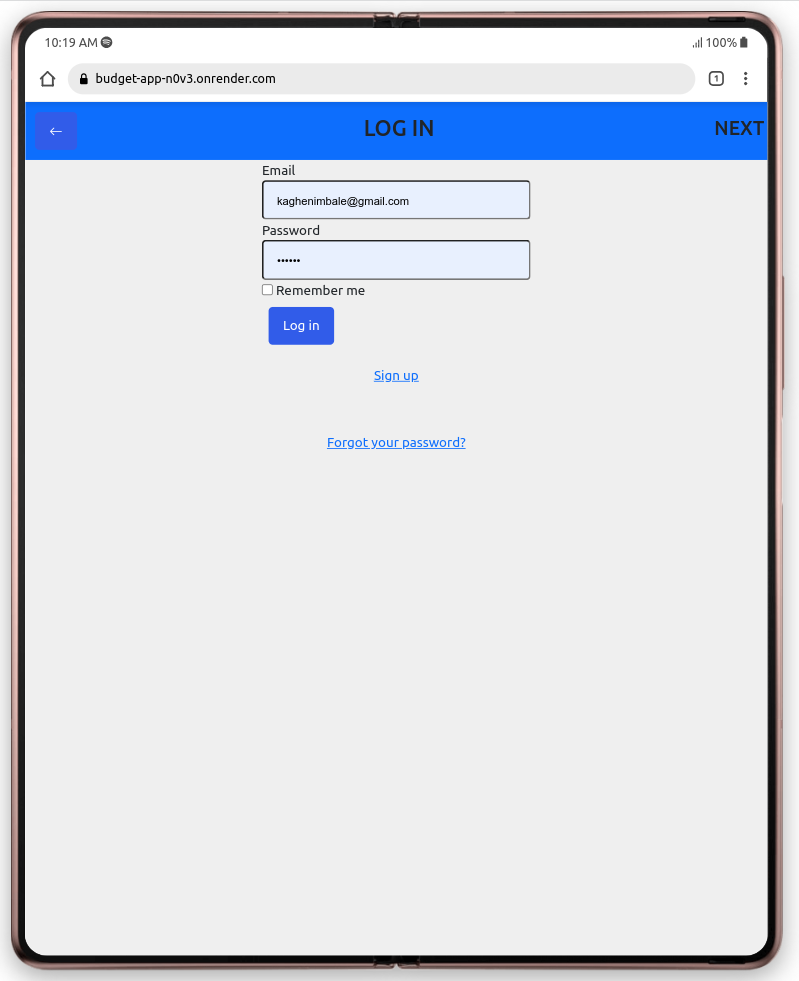 10:19 AM
100%
budget-app-n0v3.onrender.com
1
←
LOG IN
NEXT
Email
kaghenimbale@gmail.com
Password
••••••
Remember me
Log in
Sign up
Forgot your password?